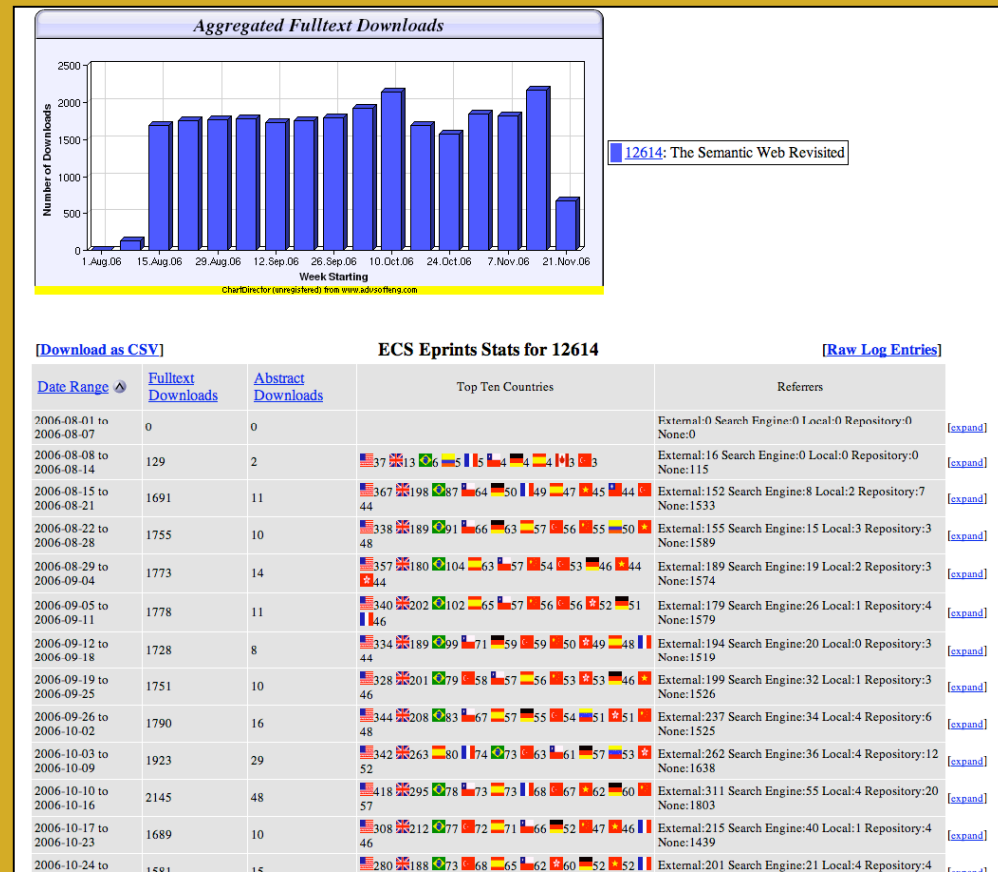 Aggregated Fulltext Downloads
2500
2000
1500
1000
500
0
Number of Downloads
1.Aug.06 15.Aug.06 29.Aug.06 12.Sep.06 26.Sep.06 10.Oct.06 24.Oct.06 7.Nov.06 21.Nov.06
Week Starting
ChartDirector (unregistered) from www.advsofteng.com
12614: The Semantic Web Revisited
[Download as CSV] ECS Eprints Stats for 12614 [Raw Log Entries]
Date Range Fulltext Downloads Abstract Downloads Top Ten Countries Referrers
2006-08-01 to 0 0 External:0 Search Engine:0 Local:0 Repository:0 [expand]
2006-08-07 None:0
2006-08-08 to 129 2 37 13 6 5 5 4 4 4 3 3 External:16 Search Engine:0 Local:0 Repository:0 [expand]
2006-08-14 None:115
2006-08-15 to 1691 11 367 198 87 64 50 49 47 45 44 External:152 Search Engine:8 Local:2 Repository:7 [expand]
2006-08-21 44 None:1533
2006-08-22 to 1755 10 338 189 91 66 63 57 56 55 50 External:155 Search Engine:15 Local:3 Repository:3 [expand]
2006-08-28 48 None:1589
2006-08-29 to 1773 14 357 180 104 63 57 54 53 46 44 External:189 Search Engine:19 Local:2 Repository:3 [expand]
2006-09-04 44 None:1574
2006-09-05 to 1778 11 340 202 102 65 57 56 56 52 51 External:179 Search Engine:26 Local:1 Repository:4 [expand]
2006-09-11 46 None:1579
2006-09-12 to 1728 8 334 189 99 71 59 59 50 49 48 External:194 Search Engine:20 Local:0 Repository:3 [expand]
2006-09-18 44 None:1519
2006-09-19 to 1751 10 328 201 79 58 57 56 53 53 46 External:199 Search Engine:32 Local:1 Repository:3 [expand]
2006-09-25 46 None:1526
2006-09-26 to 1790 16 344 208 83 67 57 55 54 51 51 External:237 Search Engine:34 Local:4 Repository:6 [expand]
2006-10-02 48 None:1525
2006-10-03 to 1923 29 342 263 80 74 73 63 61 57 53 External:262 Search Engine:36 Local:4 Repository:12 [expand]
2006-10-09 52 None:1638
2006-10-10 to 2145 48 418 295 78 73 73 68 67 62 60 External:311 Search Engine:55 Local:4 Repository:20 [expand]
2006-10-16 57 None:1803
2006-10-17 to 1689 10 308 212 77 72 71 66 52 47 46 External:215 Search Engine:40 Local:1 Repository:4 [expand]
2006-10-23 46 None:1439
2006-10-24 to 1581 15 280 188 73 68 65 62 60 52 52 External:201 Search Engine:21 Local:4 Repository:4